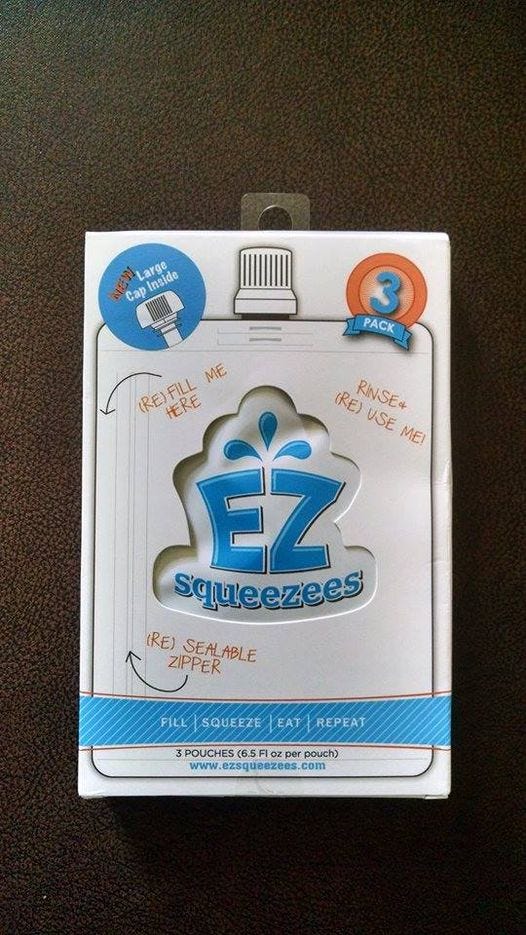 NEW Large
Cap Inside
3
PACK
(RE) FILL ME
HERE
RINSE+
(RE) USE ME!
EZ
squeezees
(RE) SEALABLE
ZIPPER
FILL | SQUEEZE | EAT | REPEAT
3 POUCHES (6.5 Fl oz per pouch)
www.ezsqueezees.com